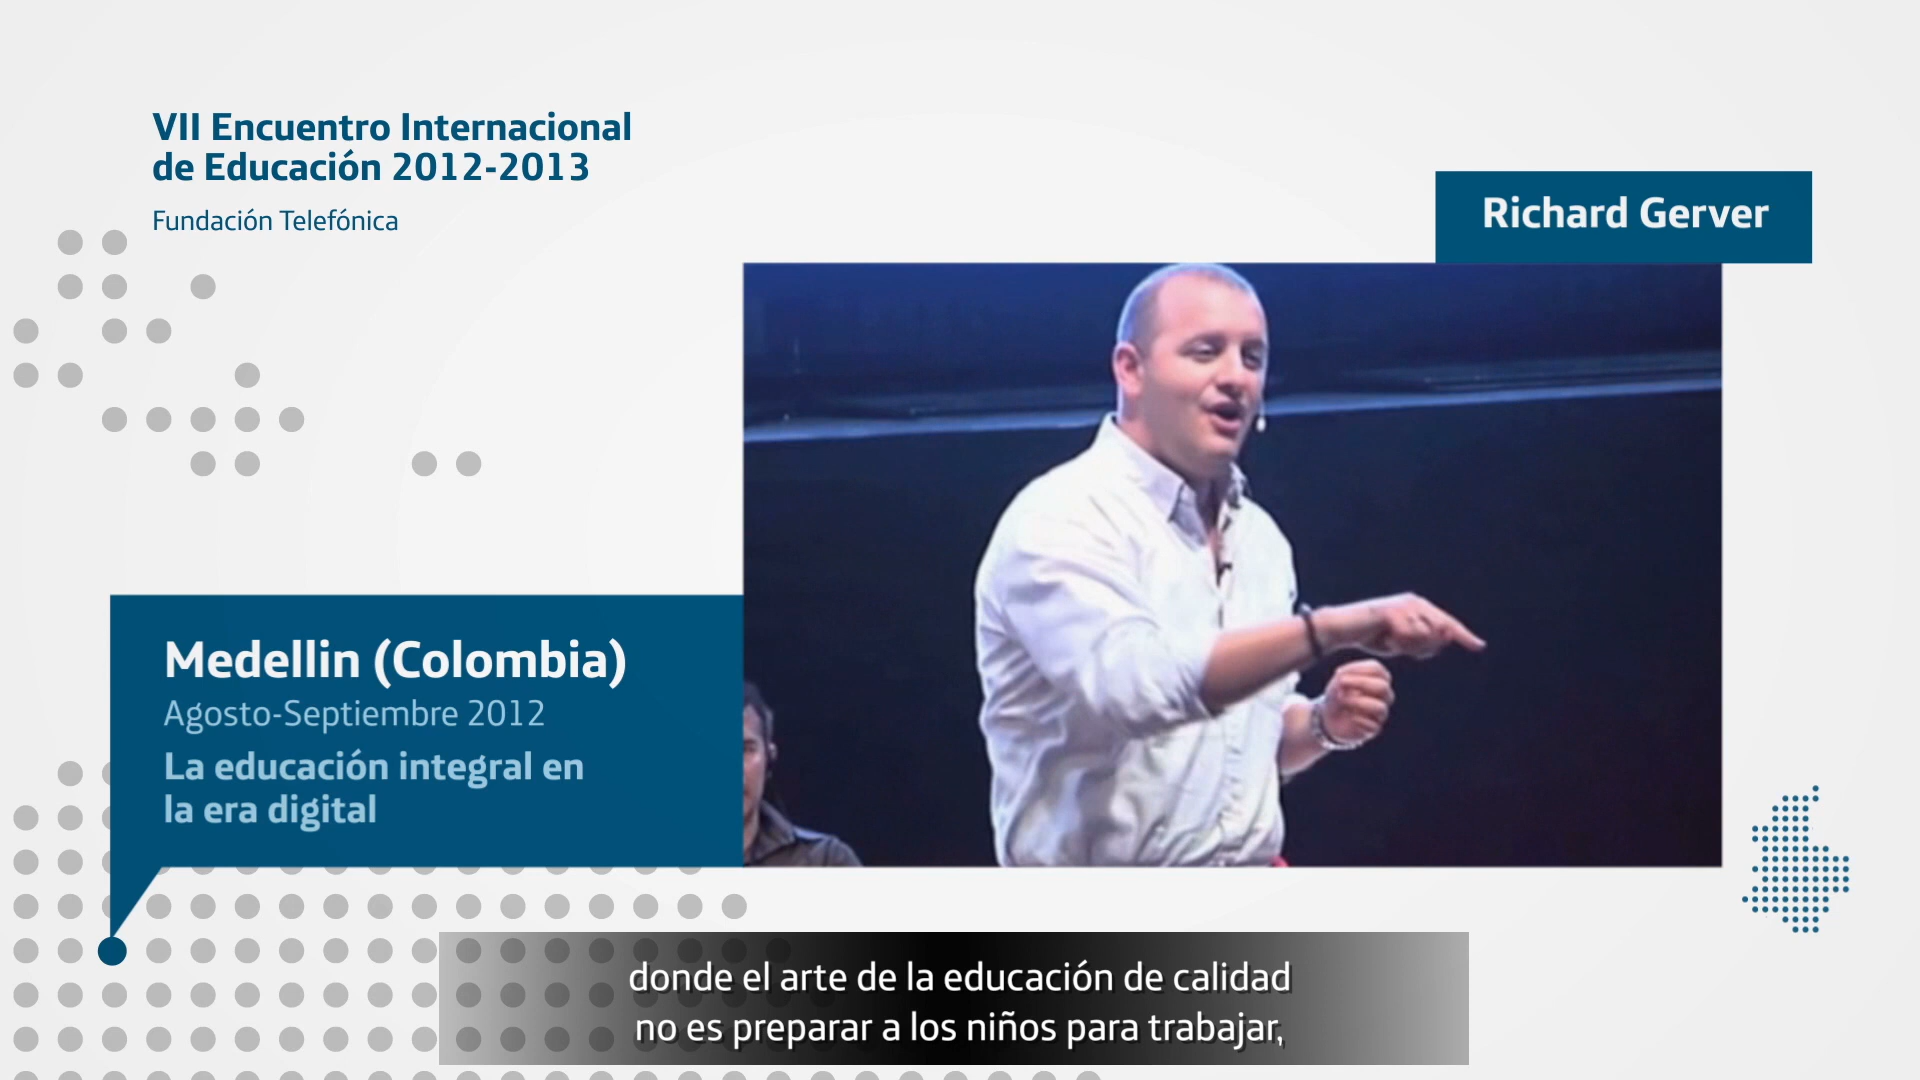 VII Encuentro Internacional
de Educación 2012-2013
Fundación Telefónica
Richard Gerver
Medellin (Colombia)
Agosto-Septiembre 2012
La educación integral en
la era digital
donde el arte de la educación de calidad
no es preparar a los niños para trabajar,